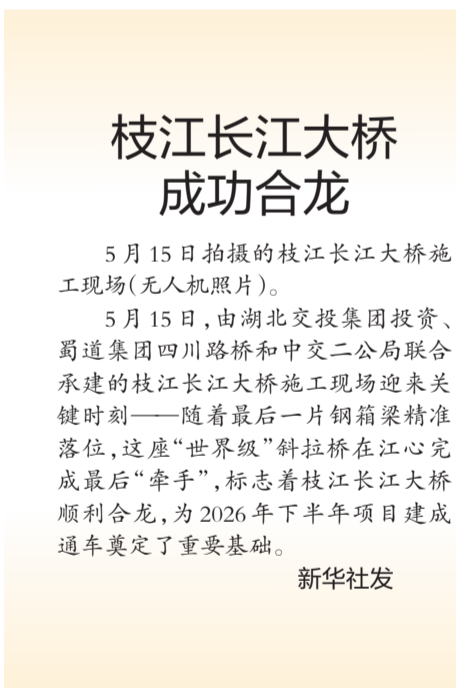 枝江长江大桥
成功合龙
5月15日拍摄的枝江长江大桥施
工现场(无人机照片)。
5月15日,由湖北交投集团投资、
蜀道集团四川路桥和中交二公局联合
承建的枝江长江大桥施工现场迎来关
键时刻——随着最后一片钢箱梁精准
落位,这座“世界级”斜拉桥在江心完
成最后“牵手”,标志着枝江长江大桥
顺利合龙,为2026年下半年项目建成
通车奠定了重要基础。
新华社发